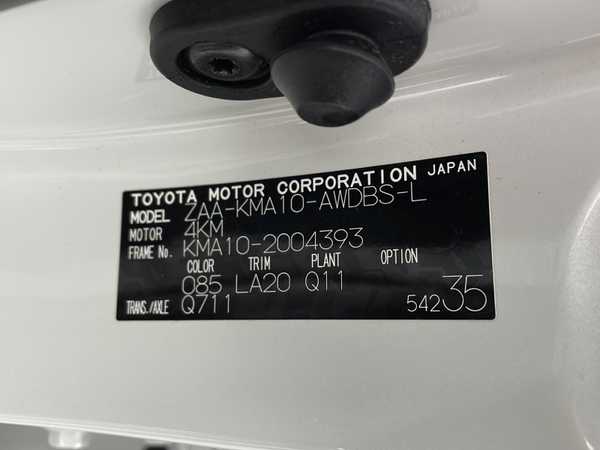 TOYOTA MOTOR CORPORATION JAPAN
MODEL ZAA-KMA10-AWDBS-L
MOTOR 4KM
FRAME No. KMA10-2004393
COLOR TRIM PLANT OPTION
085 LA20 Q11
TRANS./AXLE Q711
54235